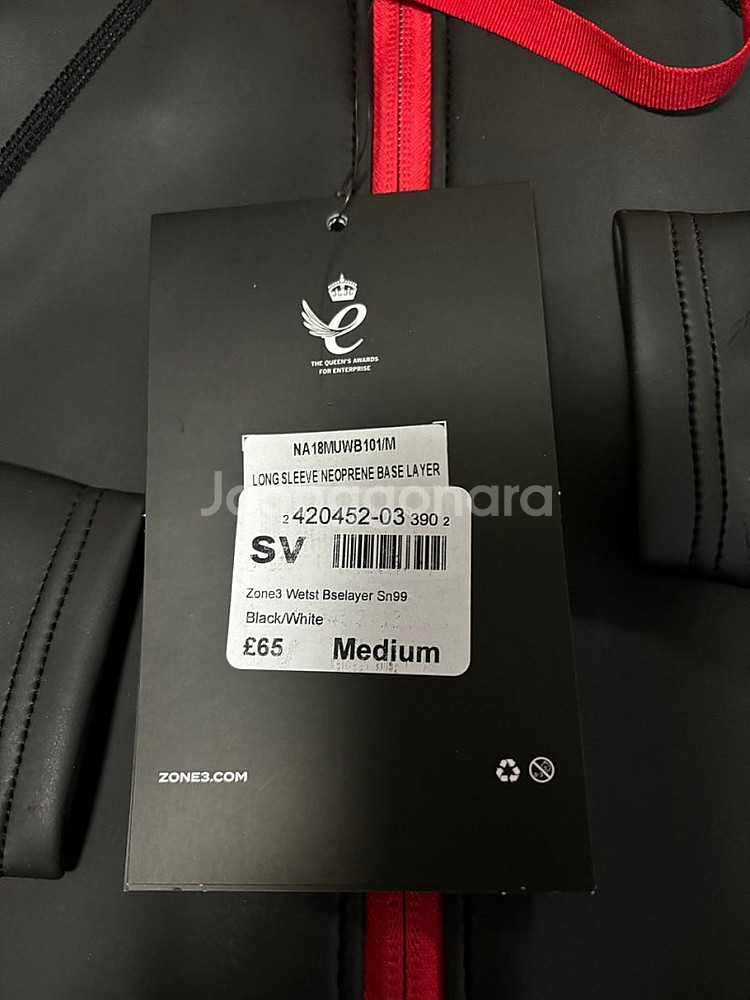 THE QUEEN'S AWARDS
FOR ENTERPRISE
NA18MUWB101/M
LONG SLEEVE NEOPRENE BASE LAYER
Joonggonara
2 420452-03 390 2
SV
Zone3 Wetst Bselayer Sn99
Black/White
£65 Medium
ZONE3.COM